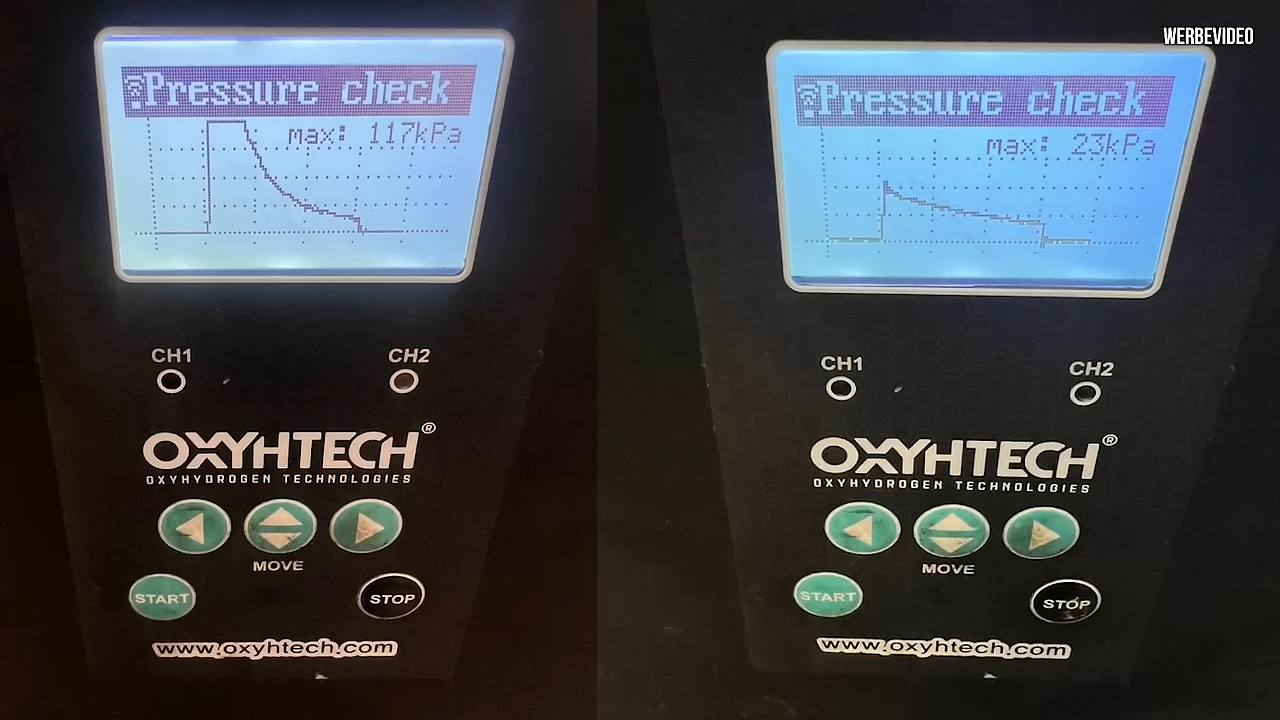 WERBEVIDEO
Pressure check
max: 117kPa
CH1 CH2
OXYHTECH®
OXYHYDROGEN TECHNOLOGIES
MOVE
START STOP
www.oxyhtech.com
Pressure check
max: 23kPa
CH1 CH2
OXYHTECH®
OXYHYDROGEN TECHNOLOGIES
MOVE
START STOP
www.oxyhtech.com